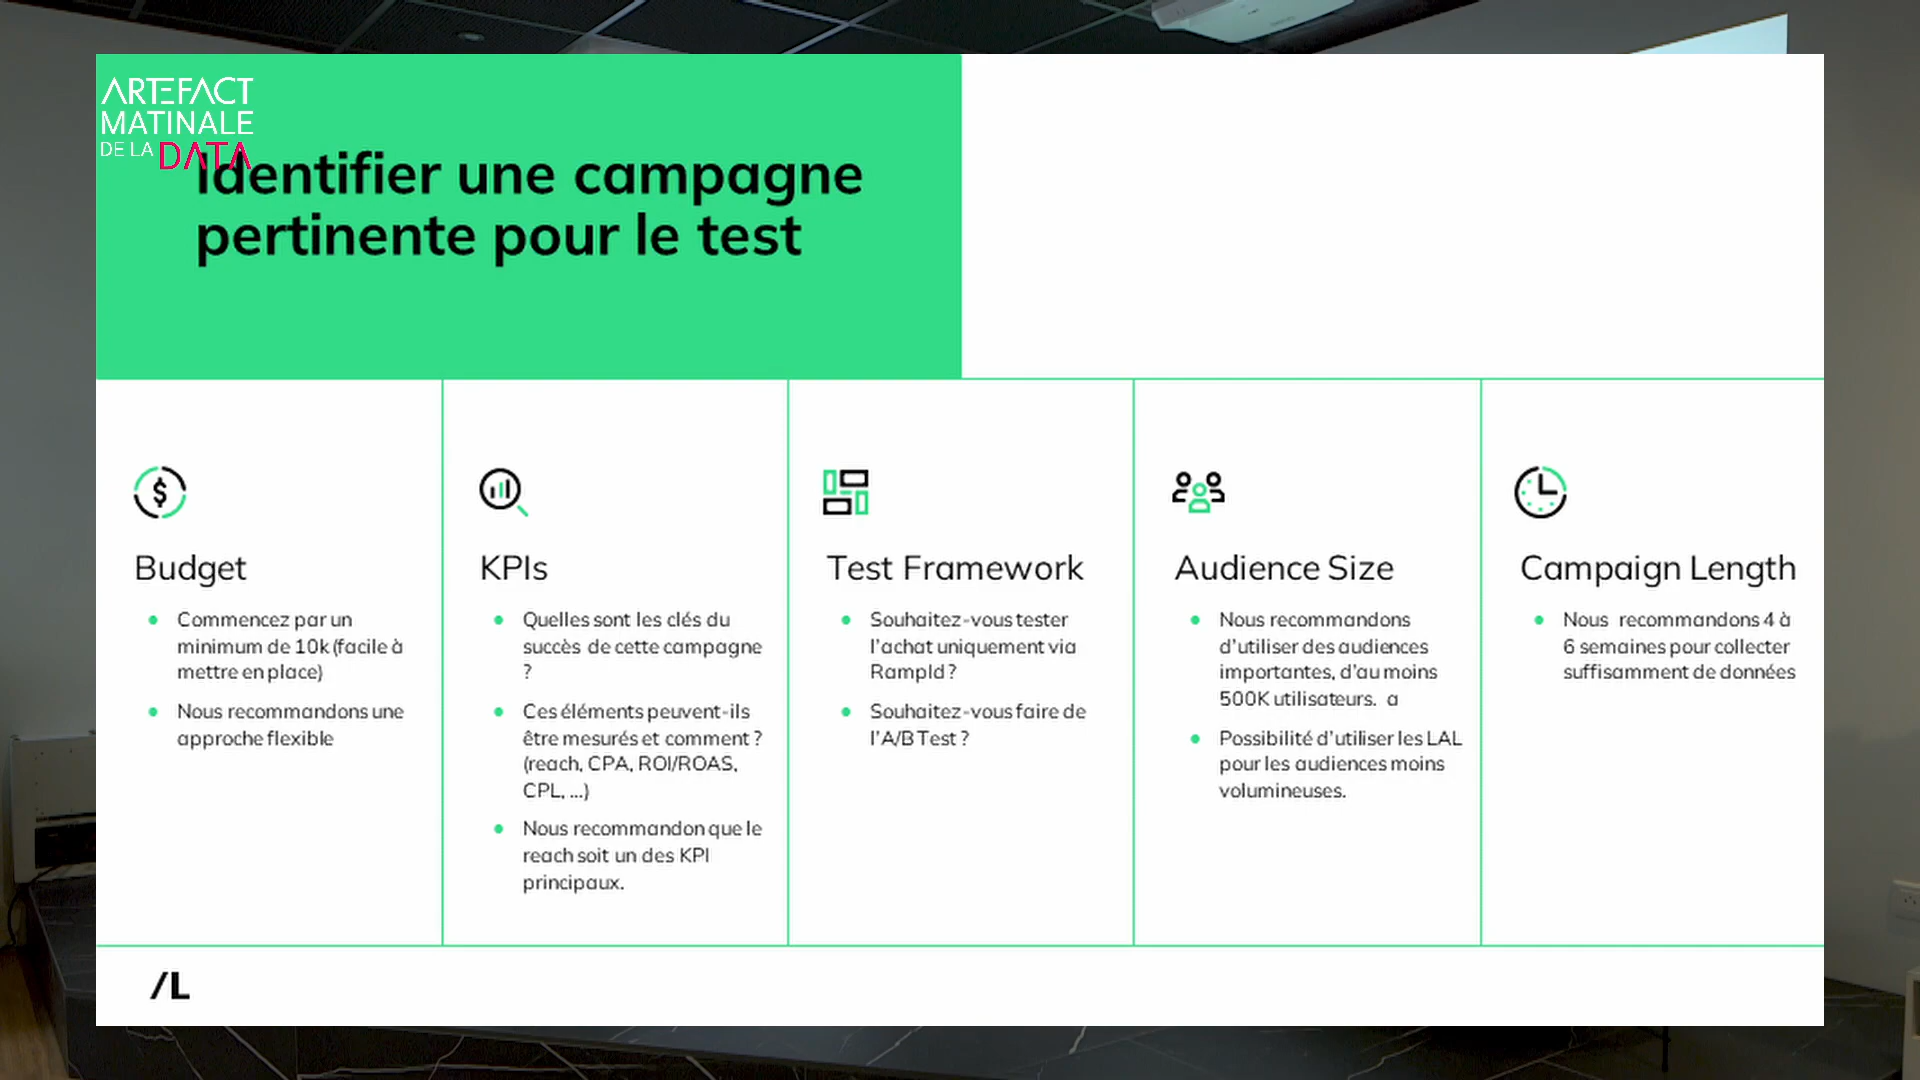 ARTEFACT
MATINALE
DE LA DATA
Identifier une campagne
pertinente pour le test
Budget
Commencez par un
minimum de 10k (facile à
mettre en place)
Nous recommandons une
approche flexible
KPIs
Quelles sont les clés du
succès de cette campagne
?
Ces éléments peuvent-ils
être mesurés et comment ?
(reach, CPA, ROI/ROAS,
CPL, ...)
Nous recommandon que le
reach soit un des KPI
principaux.
Test Framework
Souhaitez-vous tester
l'achat uniquement via
RampId ?
Souhaitez-vous faire de
l'A/B Test ?
Audience Size
Nous recommandons
d'utiliser des audiences
importantes, d'au moins
500K utilisateurs. a
Possibilité d'utiliser les LAL
pour les audiences moins
volumineuses.
Campaign Length
Nous recommandons 4 à
6 semaines pour collecter
suffisamment de données
/L